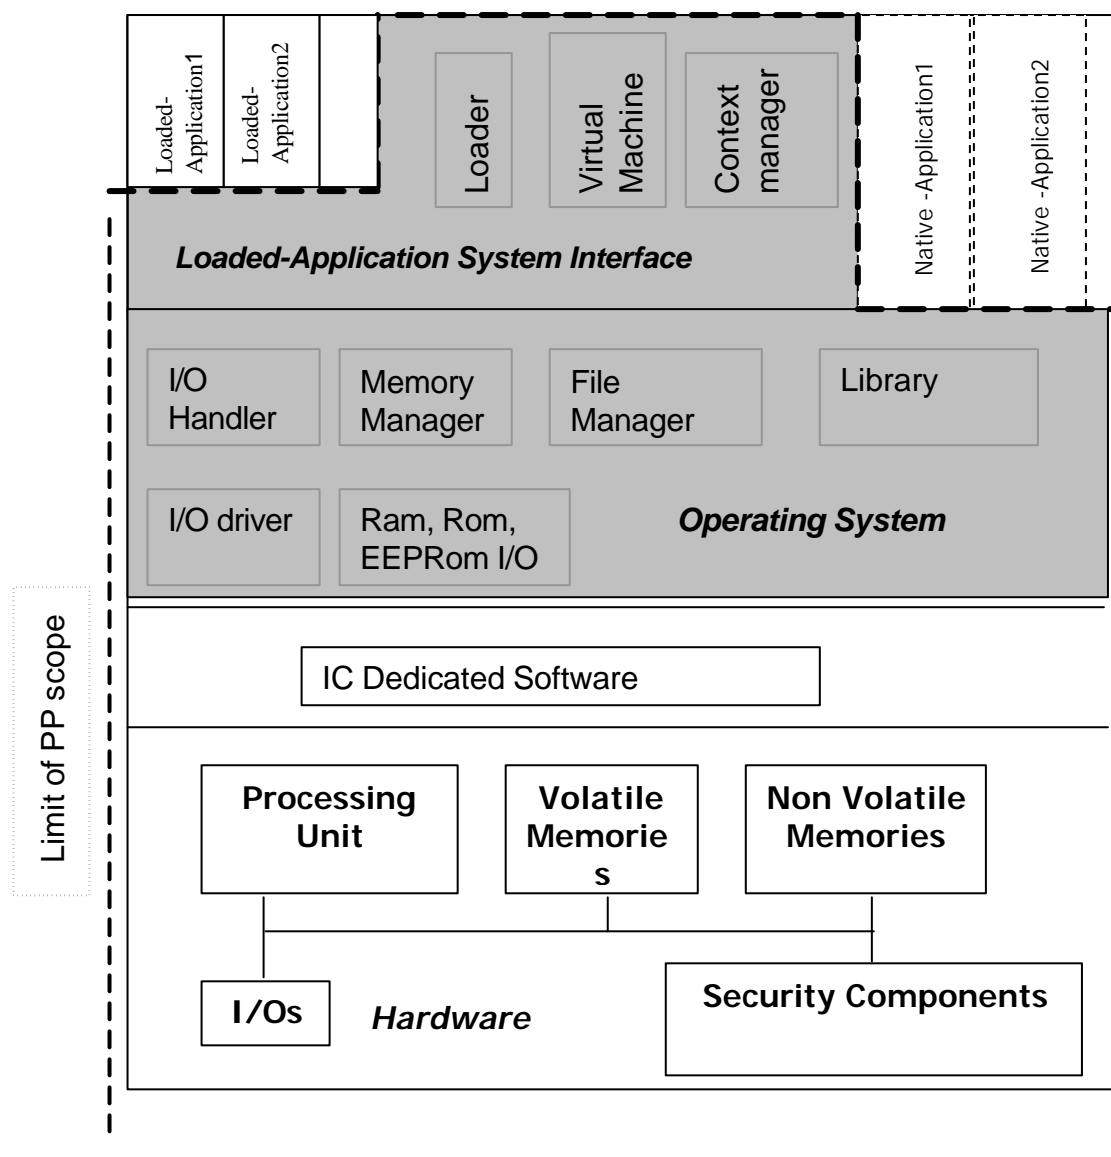 Loaded-
Application1
Loaded-
Application2
Loader
Virtual
Machine
Context
manager
Native -Application1
Native -Application2
Loaded-Application System Interface
I/O
Handler
Memory
Manager
File
Manager
Library
I/O driver
Ram, Rom,
EEPRom I/O
Operating System
Limit of PP scope
IC Dedicated Software
Processing
Unit
Volatile
Memorie
s
Non Volatile
Memories
I/Os
Hardware
Security Components